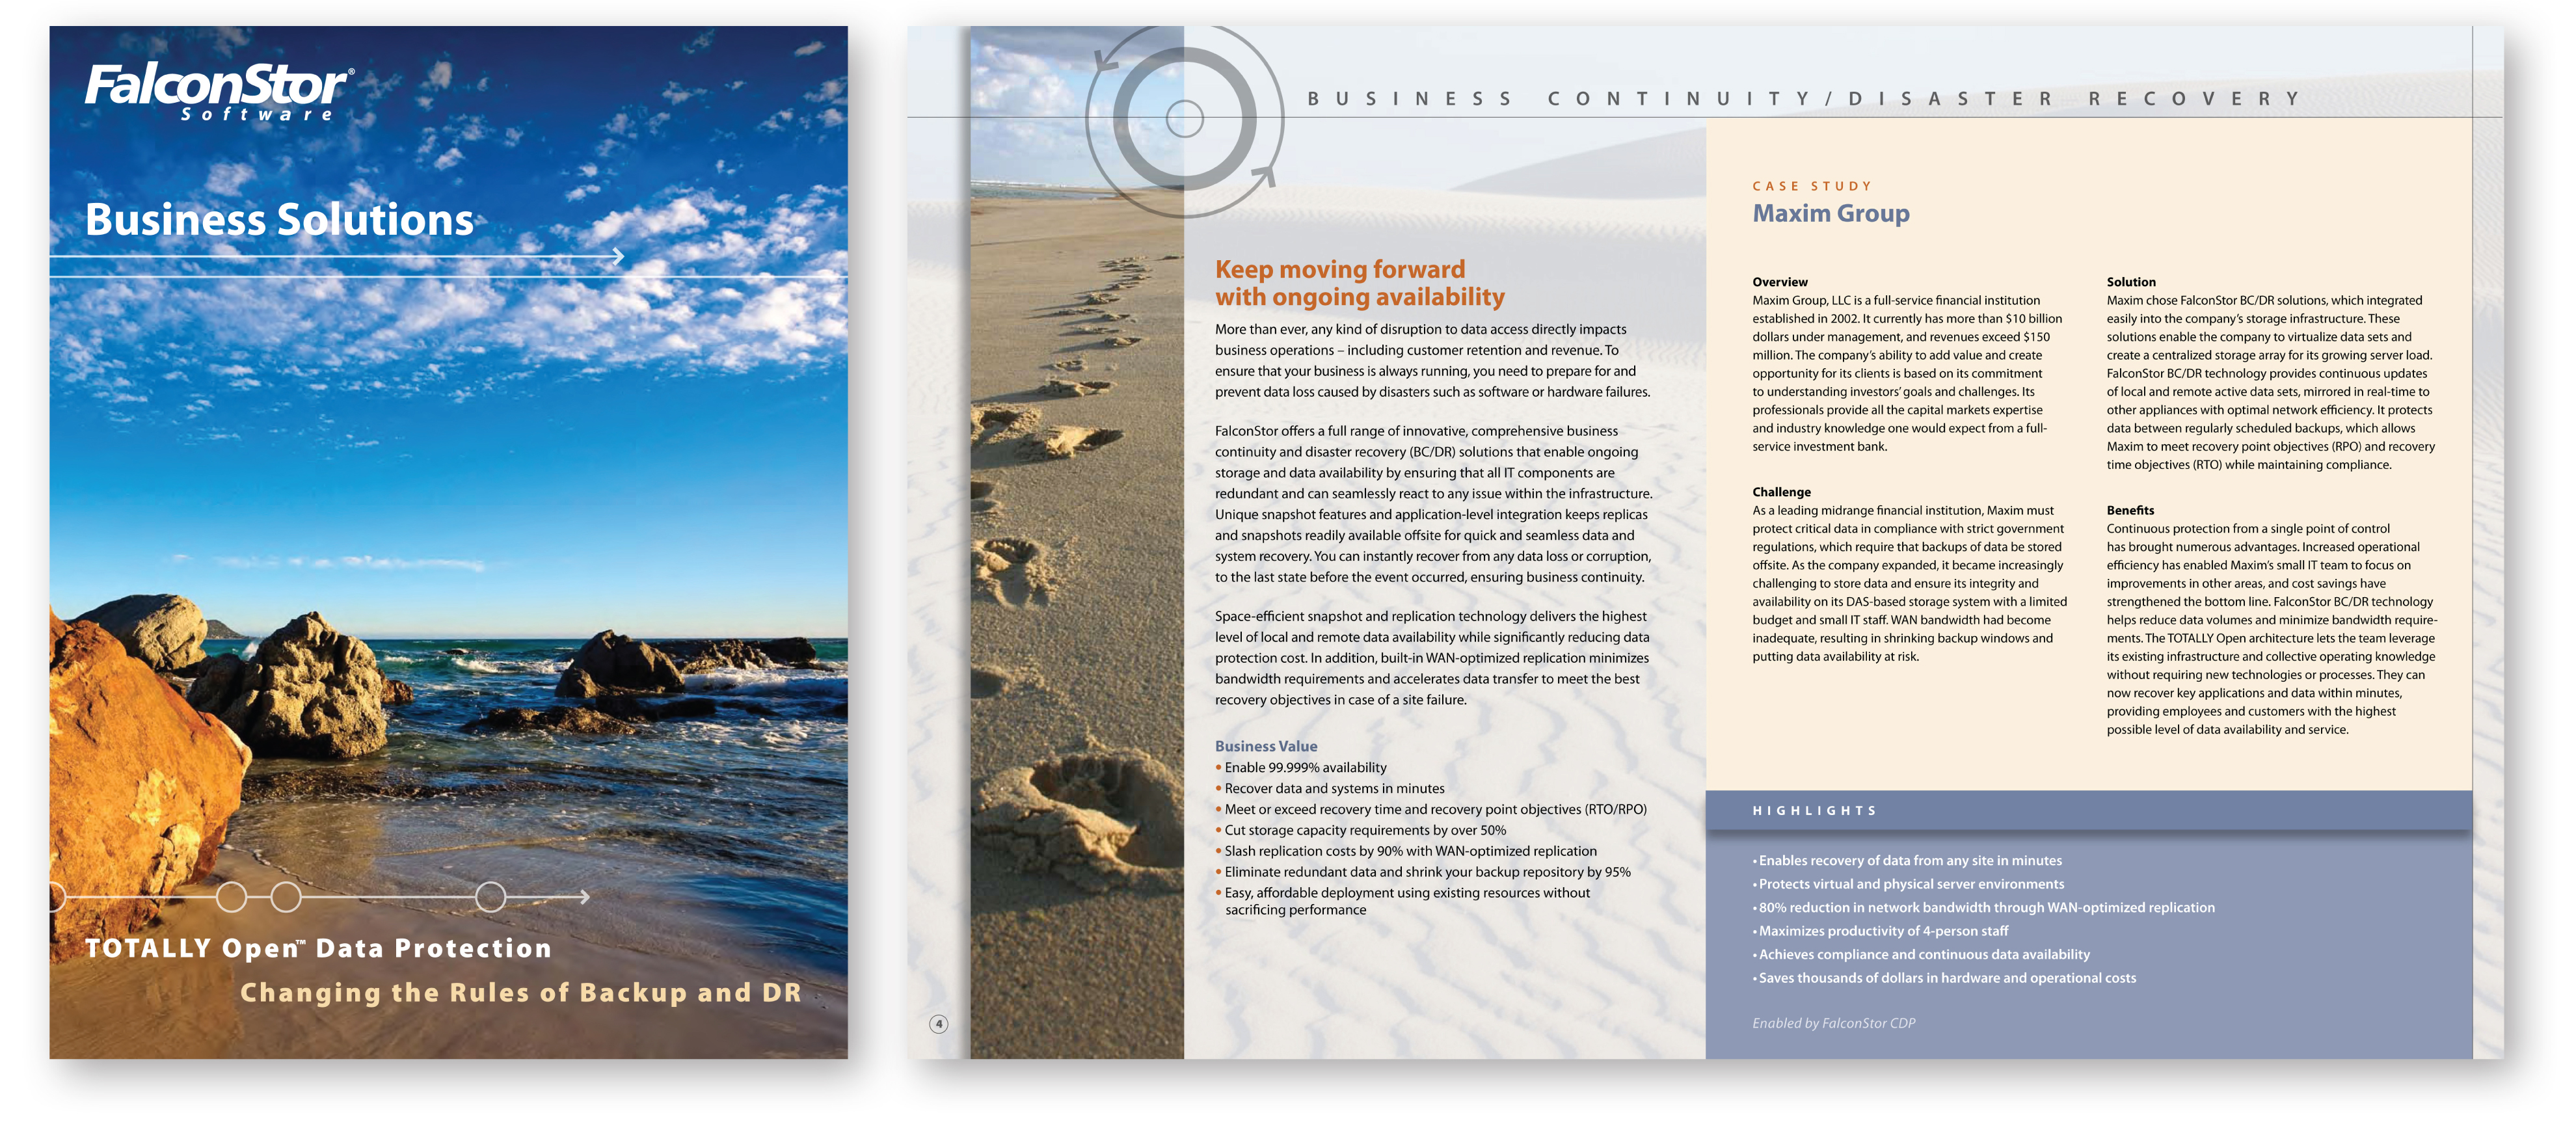 FalconStor®
Software
Business Solutions
TOTALLY Open™ Data Protection
Changing the Rules of Backup and DR
BUSINESS CONTINUITY/DISASTER RECOVERY
Keep moving forward
with ongoing availability
More than ever, any kind of disruption to data access directly impacts
business operations – including customer retention and revenue. To
ensure that your business is always running, you need to prepare for and
prevent data loss caused by disasters such as software or hardware failures.
FalconStor offers a full range of innovative, comprehensive business
continuity and disaster recovery (BC/DR) solutions that enable ongoing
storage and data availability by ensuring that all IT components are
redundant and can seamlessly react to any issue within the infrastructure.
Unique snapshot features and application-level integration keeps replicas
and snapshots readily available offsite for quick and seamless data and
system recovery. You can instantly recover from any data loss or corruption,
to the last state before the event occurred, ensuring business continuity.
Space-efficient snapshot and replication technology delivers the highest
level of local and remote data availability while significantly reducing data
protection cost. In addition, built-in WAN-optimized replication minimizes
bandwidth requirements and accelerates data transfer to meet the best
recovery objectives in case of a site failure.
Business Value
• Enable 99.999% availability
• Recover data and systems in minutes
• Meet or exceed recovery time and recovery point objectives (RTO/RPO)
• Cut storage capacity requirements by over 50%
• Slash replication costs by 90% with WAN-optimized replication
• Eliminate redundant data and shrink your backup repository by 95%
• Easy, affordable deployment using existing resources without
sacrificing performance
4
CASE STUDY
Maxim Group
Overview
Maxim Group, LLC is a full-service financial institution
established in 2002. It currently has more than $10 billion
dollars under management, and revenues exceed $150
million. The company's ability to add value and create
opportunity for its clients is based on its commitment
to understanding investors' goals and challenges. Its
professionals provide all the capital markets expertise
and industry knowledge one would expect from a full-
service investment bank.
Challenge
As a leading midrange financial institution, Maxim must
protect critical data in compliance with strict government
regulations, which require that backups of data be stored
offsite. As the company expanded, it became increasingly
challenging to store data and ensure its integrity and
availability on its DAS-based storage system with a limited
budget and small IT staff. WAN bandwidth had become
inadequate, resulting in shrinking backup windows and
putting data availability at risk.
Solution
Maxim chose FalconStor BC/DR solutions, which integrated
easily into the company's storage infrastructure. These
solutions enable the company to virtualize data sets and
create a centralized storage array for its growing server load.
FalconStor BC/DR technology provides continuous updates
of local and remote active data sets, mirrored in real-time to
other appliances with optimal network efficiency. It protects
data between regularly scheduled backups, which allows
Maxim to meet recovery point objectives (RPO) and recovery
time objectives (RTO) while maintaining compliance.
Benefits
Continuous protection from a single point of control
has brought numerous advantages. Increased operational
efficiency has enabled Maxim's small IT team to focus on
improvements in other areas, and cost savings have
strengthened the bottom line. FalconStor BC/DR technology
helps reduce data volumes and minimize bandwidth require-
ments. The TOTALLY Open architecture lets the team leverage
its existing infrastructure and collective operating knowledge
without requiring new technologies or processes. They can
now recover key applications and data within minutes,
providing employees and customers with the highest
possible level of data availability and service.
HIGHLIGHTS
• Enables recovery of data from any site in minutes
• Protects virtual and physical server environments
• 80% reduction in network bandwidth through WAN-optimized replication
• Maximizes productivity of 4-person staff
• Achieves compliance and continuous data availability
• Saves thousands of dollars in hardware and operational costs
Enabled by FalconStor CDP